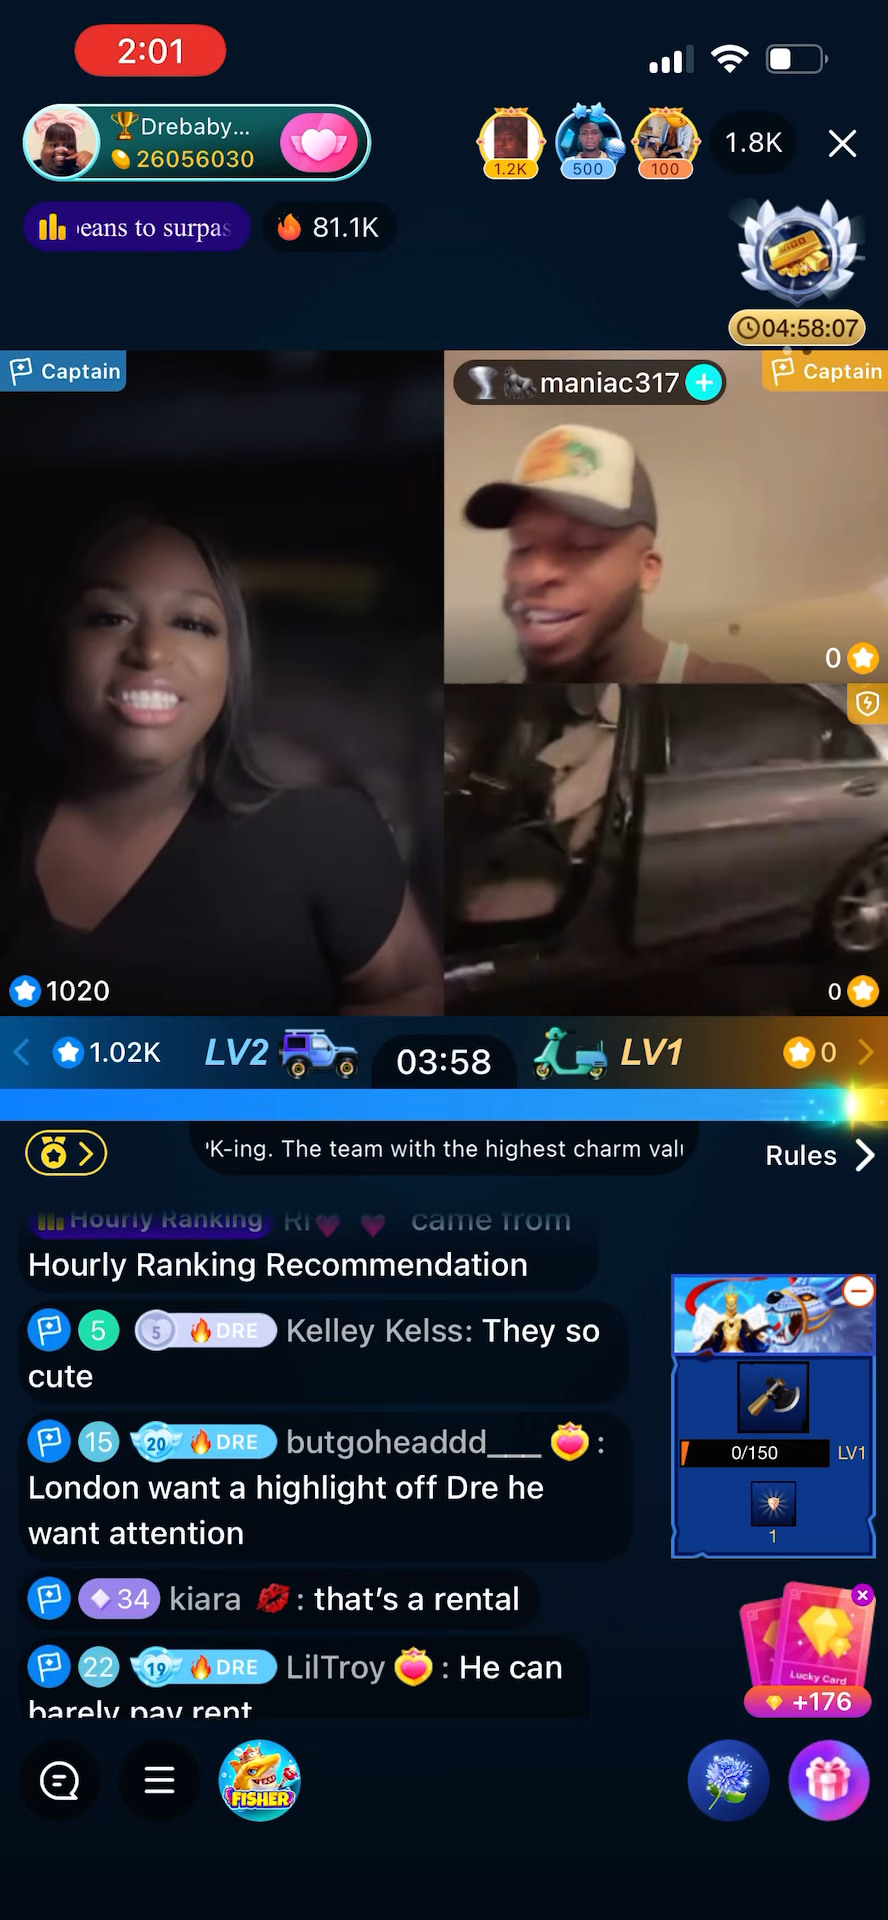 2:01
Drebaby...
26056030
1.2K
500
100
1.8K
eans to surpas
81.1K
04:58:07
Captain
maniac317
Captain
0
1020
0
1.02K
LV2
03:58
LV1
0
K-ing. The team with the highest charm valu
Rules
Hourly Ranking RI came from
Hourly Ranking Recommendation
5 5 DRE Kelley Kelss: They so
cute
15 20 DRE butgoheaddd___ :
London want a highlight off Dre he
want attention
34 kiara : that’s a rental
22 19 DRE LilTroy : He can
barely pay rent
0/150
LV1
1
Lucky Card
+176
FISHER